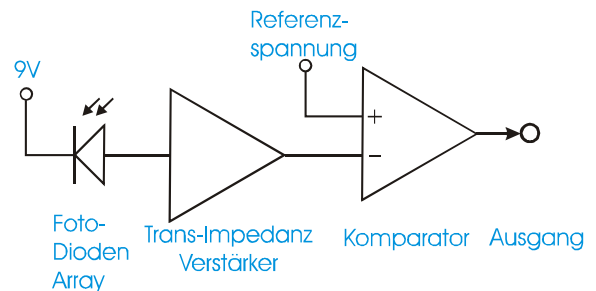 Referenz-
spannung
9V
+
−
Foto-
Dioden
Array
Trans-Impedanz
Verstärker
Komparator
Ausgang